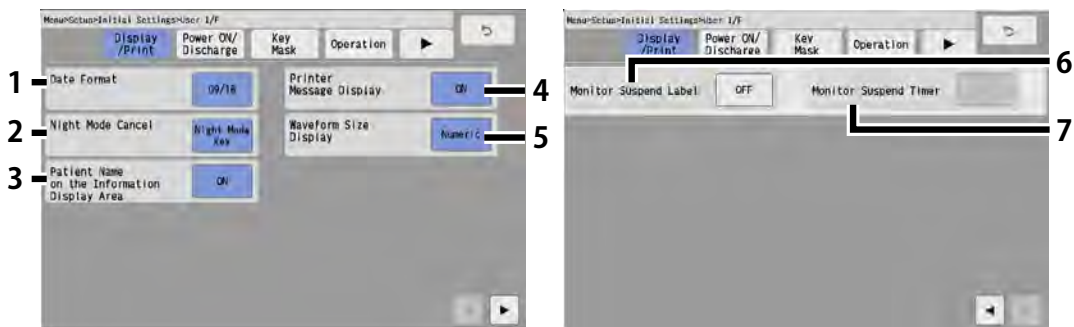 Menu>Setup>Initial Settings>User I/F
Display
/Print
Power ON/
Discharge
Key
Mask
Operation
1
Date Format
09/18
2
Night Mode Cancel
Night Mode
Key
3
Patient Name
on the Information
Display Area
ON
Printer
Message Display
ON
4
Waveform Size
Display
Numeric
5
Menu>Setup>Initial Settings>User I/F
Display
/Print
Power ON/
Discharge
Key
Mask
Operation
6
Monitor Suspend Label
OFF
Monitor Suspend Timer
7